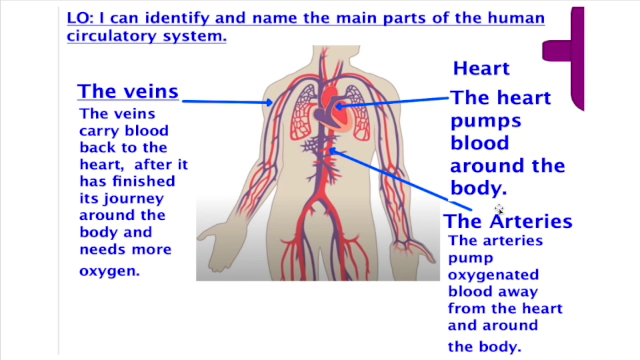 LO: I can identify and name the main parts of the human
circulatory system.
The veins
The veins
carry blood
back to the
heart, after it
has finished
its journey
around the
body and
needs more
oxygen.
Heart
The heart
pumps
blood
around the
body.
The Arteries
The arteries
pump
oxygenated
blood away
from the heart
and around
the body.